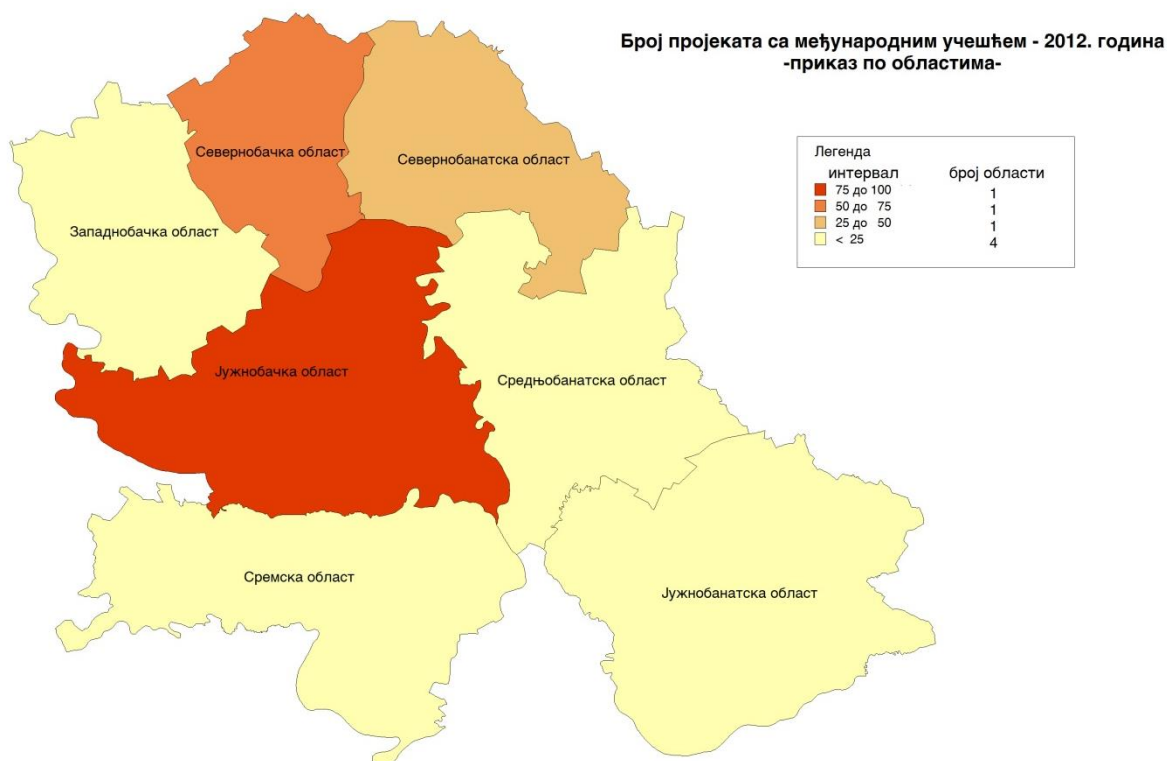 Број пројеката са међународним учешћем - 2012. година
-приказ по областима-
Легенда
интервал број области
75 до 100 1
50 до 75 1
25 до 50 1
< 25 4
Севернобачка област
Севернобанатска област
Западнобачка област
Јужнобачка област
Средњобанатска област
Сремска област
Јужнобанатска област